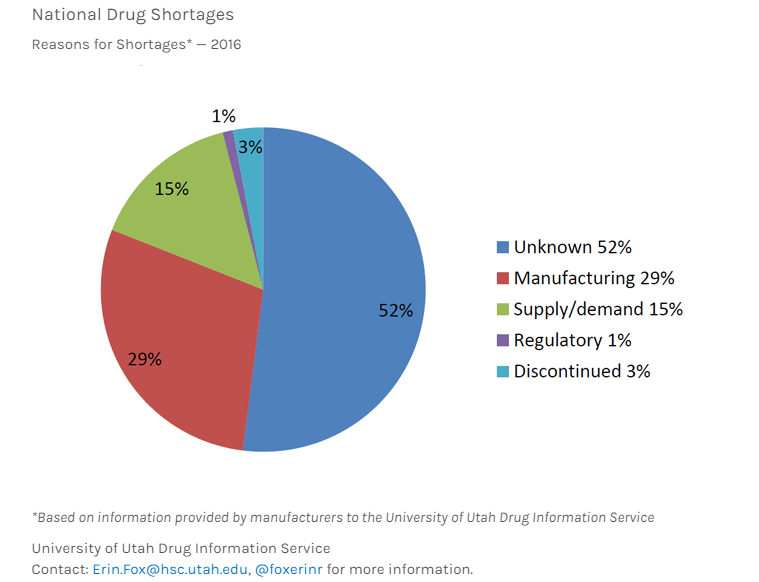 National Drug Shortages
Reasons for Shortages* — 2016
1%
3%
15%
52%
29%
Unknown 52%
Manufacturing 29%
Supply/demand 15%
Regulatory 1%
Discontinued 3%
*Based on information provided by manufacturers to the University of Utah Drug Information Service
University of Utah Drug Information Service
Contact: Erin.Fox@hsc.utah.edu, @foxerinr for more information.